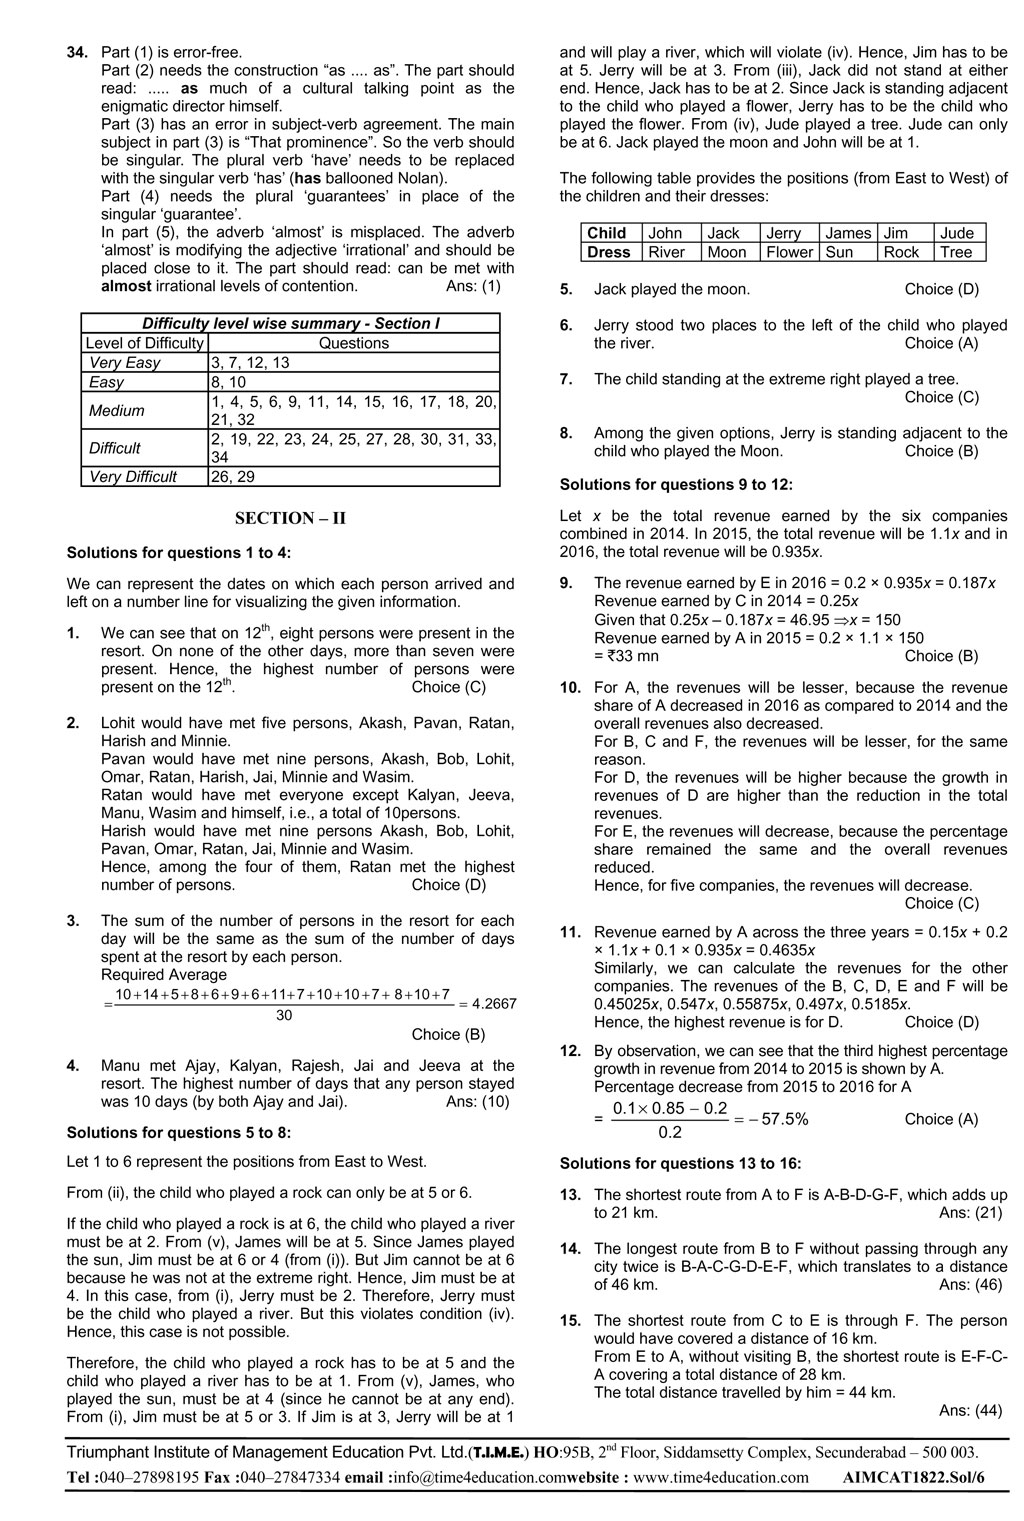 34. Part (1) is error-free.
Part (2) needs the construction “as .... as”. The part should
read: ..... as much of a cultural talking point as the
enigmatic director himself.
Part (3) has an error in subject-verb agreement. The main
subject in part (3) is “That prominence”. So the verb should
be singular. The plural verb ‘have’ needs to be replaced
with the singular verb ‘has’ (has ballooned Nolan).
Part (4) needs the plural ‘guarantees’ in place of the
singular ‘guarantee’.
In part (5), the adverb ‘almost’ is misplaced. The adverb
‘almost’ is modifying the adjective ‘irrational’ and should be
placed close to it. The part should read: can be met with
almost irrational levels of contention. Ans: (1)
Difficulty level wise summary - Section I
Level of Difficulty Questions
Very Easy 3, 7, 12, 13
Easy 8, 10
Medium 1, 4, 5, 6, 9, 11, 14, 15, 16, 17, 18, 20,
21, 32
Difficult 2, 19, 22, 23, 24, 25, 27, 28, 30, 31, 33,
34
Very Difficult 26, 29
SECTION – II
Solutions for questions 1 to 4:
We can represent the dates on which each person arrived and
left on a number line for visualizing the given information.
1. We can see that on 12th, eight persons were present in the
resort. On none of the other days, more than seven were
present. Hence, the highest number of persons were
present on the 12th. Choice (C)
2. Lohit would have met five persons, Akash, Pavan, Ratan,
Harish and Minnie.
Pavan would have met nine persons, Akash, Bob, Lohit,
Omar, Ratan, Harish, Jai, Minnie and Wasim.
Ratan would have met everyone except Kalyan, Jeeva,
Manu, Wasim and himself, i.e., a total of 10persons.
Harish would have met nine persons Akash, Bob, Lohit,
Pavan, Omar, Ratan, Jai, Minnie and Wasim.
Hence, among the four of them, Ratan met the highest
number of persons. Choice (D)
3. The sum of the number of persons in the resort for each
day will be the same as the sum of the number of days
spent at the resort by each person.
Required Average
= 10+14+5+8+6+9+6+11+7+10+10+7+ 8+10+7 = 4.2667
30
Choice (B)
4. Manu met Ajay, Kalyan, Rajesh, Jai and Jeeva at the
resort. The highest number of days that any person stayed
was 10 days (by both Ajay and Jai). Ans: (10)
Solutions for questions 5 to 8:
Let 1 to 6 represent the positions from East to West.
From (ii), the child who played a rock can only be at 5 or 6.
If the child who played a rock is at 6, the child who played a river
must be at 2. From (v), James will be at 5. Since James played
the sun, Jim must be at 6 or 4 (from (i)). But Jim cannot be at 6
because he was not at the extreme right. Hence, Jim must be at
4. In this case, from (i), Jerry must be 2. Therefore, Jerry must
be the child who played a river. But this violates condition (iv).
Hence, this case is not possible.
Therefore, the child who played a rock has to be at 5 and the
child who played a river has to be at 1. From (v), James, who
played the sun, must be at 4 (since he cannot be at any end).
From (i), Jim must be at 5 or 3. If Jim is at 3, Jerry will be at 1
and will play a river, which will violate (iv). Hence, Jim has to be
at 5. Jerry will be at 3. From (iii), Jack did not stand at either
end. Hence, Jack has to be at 2. Since Jack is standing adjacent
to the child who played a flower, Jerry has to be the child who
played the flower. From (iv), Jude played a tree. Jude can only
be at 6. Jack played the moon and John will be at 1.
The following table provides the positions (from East to West) of
the children and their dresses:
Child John Jack Jerry James Jim Jude
Dress River Moon Flower Sun Rock Tree
5. Jack played the moon. Choice (D)
6. Jerry stood two places to the left of the child who played
the river. Choice (A)
7. The child standing at the extreme right played a tree.
Choice (C)
8. Among the given options, Jerry is standing adjacent to the
child who played the Moon. Choice (B)
Solutions for questions 9 to 12:
Let x be the total revenue earned by the six companies
combined in 2014. In 2015, the total revenue will be 1.1x and in
2016, the total revenue will be 0.935x.
9. The revenue earned by E in 2016 = 0.2 × 0.935x = 0.187x
Revenue earned by C in 2014 = 0.25x
Given that 0.25x – 0.187x = 46.95 ⇒x = 150
Revenue earned by A in 2015 = 0.2 × 1.1 × 150
= ₹33 mn Choice (B)
10. For A, the revenues will be lesser, because the revenue
share of A decreased in 2016 as compared to 2014 and the
overall revenues also decreased.
For B, C and F, the revenues will be lesser, for the same
reason.
For D, the revenues will be higher because the growth in
revenues of D are higher than the reduction in the total
revenues.
For E, the revenues will decrease, because the percentage
share remained the same and the overall revenues
reduced.
Hence, for five companies, the revenues will decrease.
Choice (C)
11. Revenue earned by A across the three years = 0.15x + 0.2
× 1.1x + 0.1 × 0.935x = 0.4635x
Similarly, we can calculate the revenues for the other
companies. The revenues of the B, C, D, E and F will be
0.45025x, 0.547x, 0.55875x, 0.497x, 0.5185x.
Hence, the highest revenue is for D. Choice (D)
12. By observation, we can see that the third highest percentage
growth in revenue from 2014 to 2015 is shown by A.
Percentage decrease from 2015 to 2016 for A
= 0.1 × 0.85 – 0.2 = – 57.5% Choice (A)
0.2
Solutions for questions 13 to 16:
13. The shortest route from A to F is A-B-D-G-F, which adds up
to 21 km. Ans: (21)
14. The longest route from B to F without passing through any
city twice is B-A-C-G-D-E-F, which translates to a distance
of 46 km. Ans: (46)
15. The shortest route from C to E is through F. The person
would have covered a distance of 16 km.
From E to A, without visiting B, the shortest route is E-F-C-
A covering a total distance of 28 km.
The total distance travelled by him = 44 km.
Ans: (44)
Triumphant Institute of Management Education Pvt. Ltd.(T.I.M.E.) HO:95B, 2nd Floor, Siddamsetty Complex, Secunderabad – 500 003.
Tel :040–27898195 Fax :040–27847334 email :info@time4education.comwebsite : www.time4education.com AIMCAT1822.Sol/6